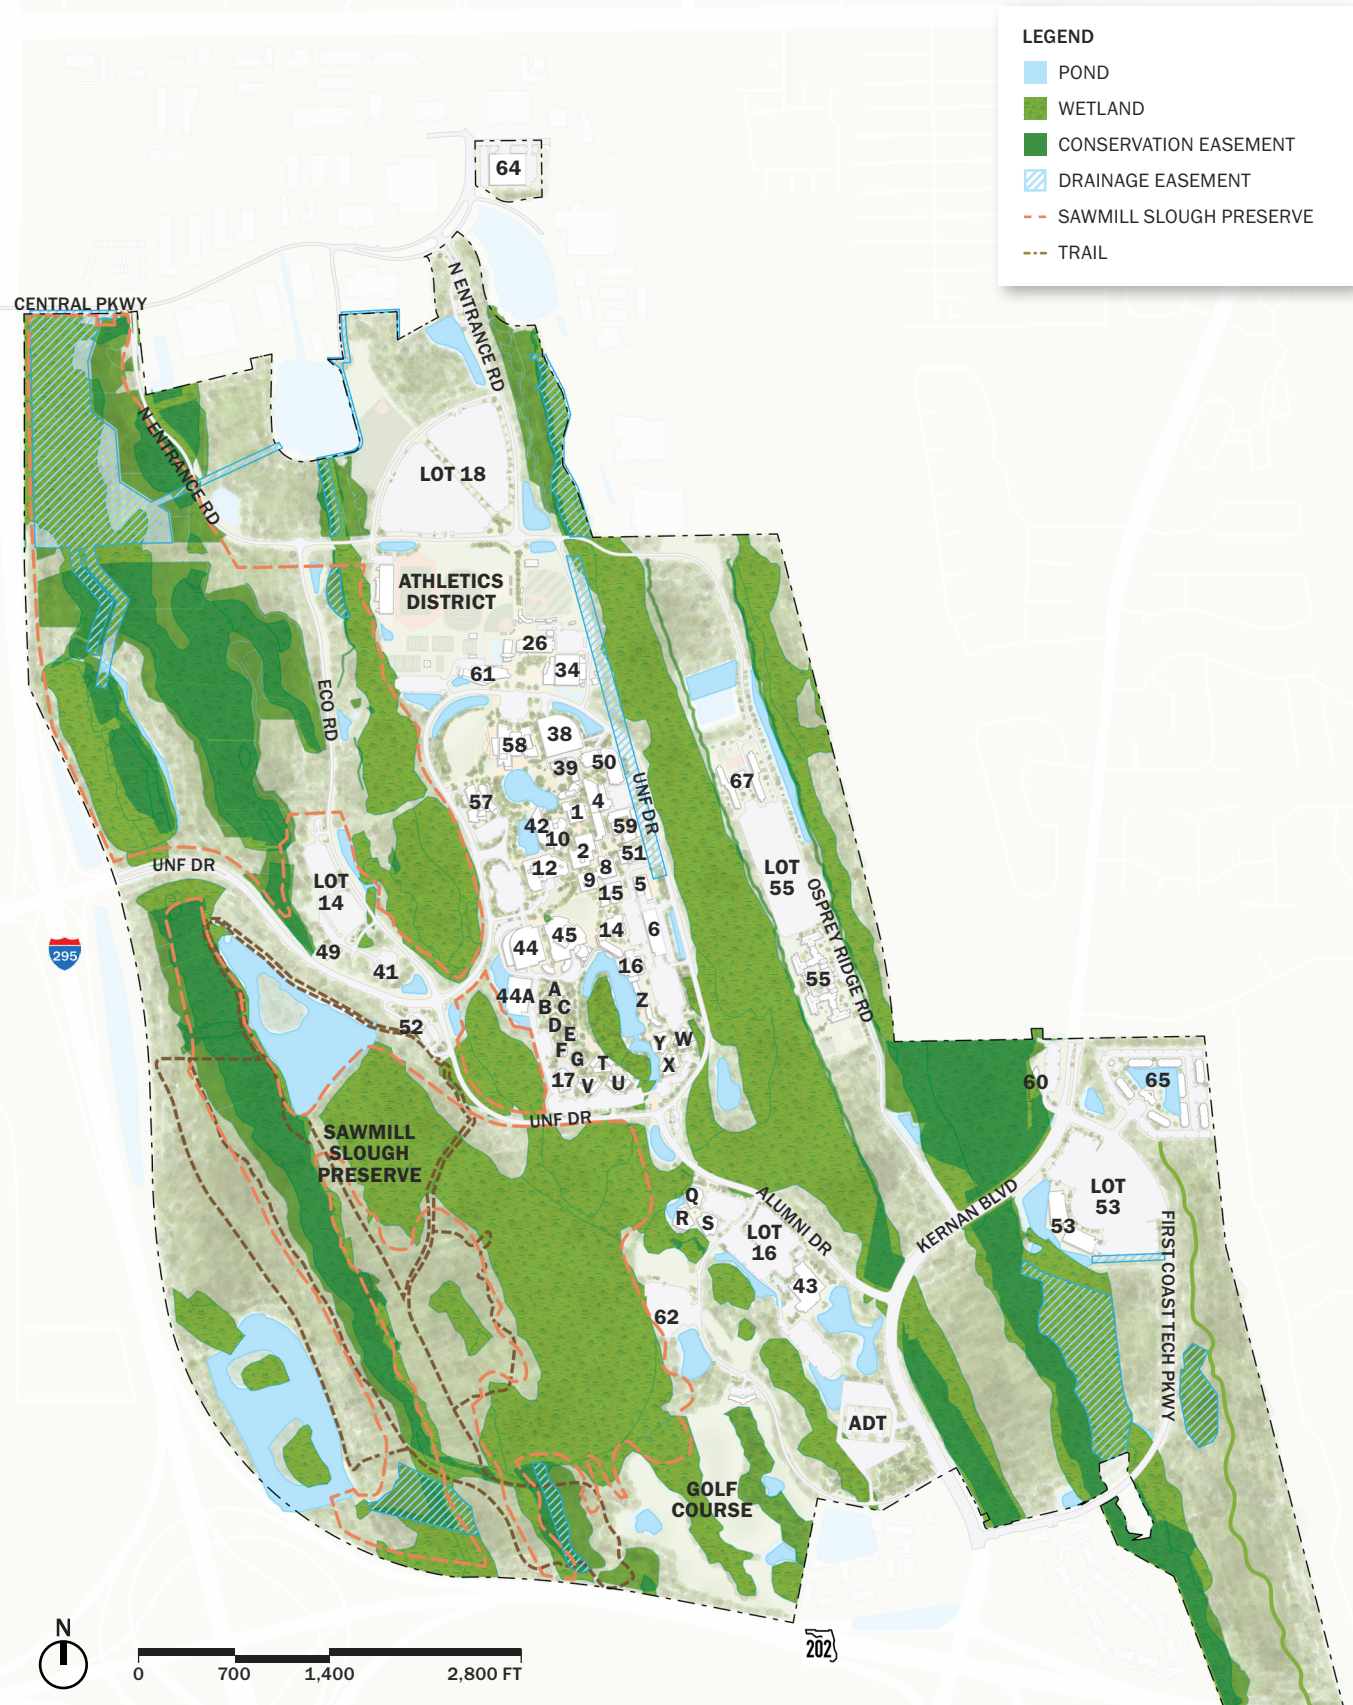 LEGEND
POND
WETLAND
CONSERVATION EASEMENT
DRAINAGE EASEMENT
SAWMILL SLOUGH PRESERVE
TRAIL
64
N ENTRANCE RD
CENTRAL PKWY
N ENTRANCE RD
LOT 18
ATHLETICS
DISTRICT
26
61
34
ECO RD
38
58
39
50
67
57
4
1
UNF DR
42
59
10
2
51
UNF DR
12
8
LOT
55
9
5
LOT
14
15
OSPREY RIDGE RD
14
6
45
44
49
295
16
41
55
A
44A
B
C
Z
D
52
E
Y
W
F
G
T
X
17
V
U
60
65
UNF DR
SAWMILL
SLOUGH
PRESERVE
Q
R
S
ALUMNI DR
LOT
16
KERNAN BLVD
LOT
53
53
FIRST COAST TECH PKWY
43
62
ADT
GOLF
COURSE
N
202
0
700
1,400
2,800 FT